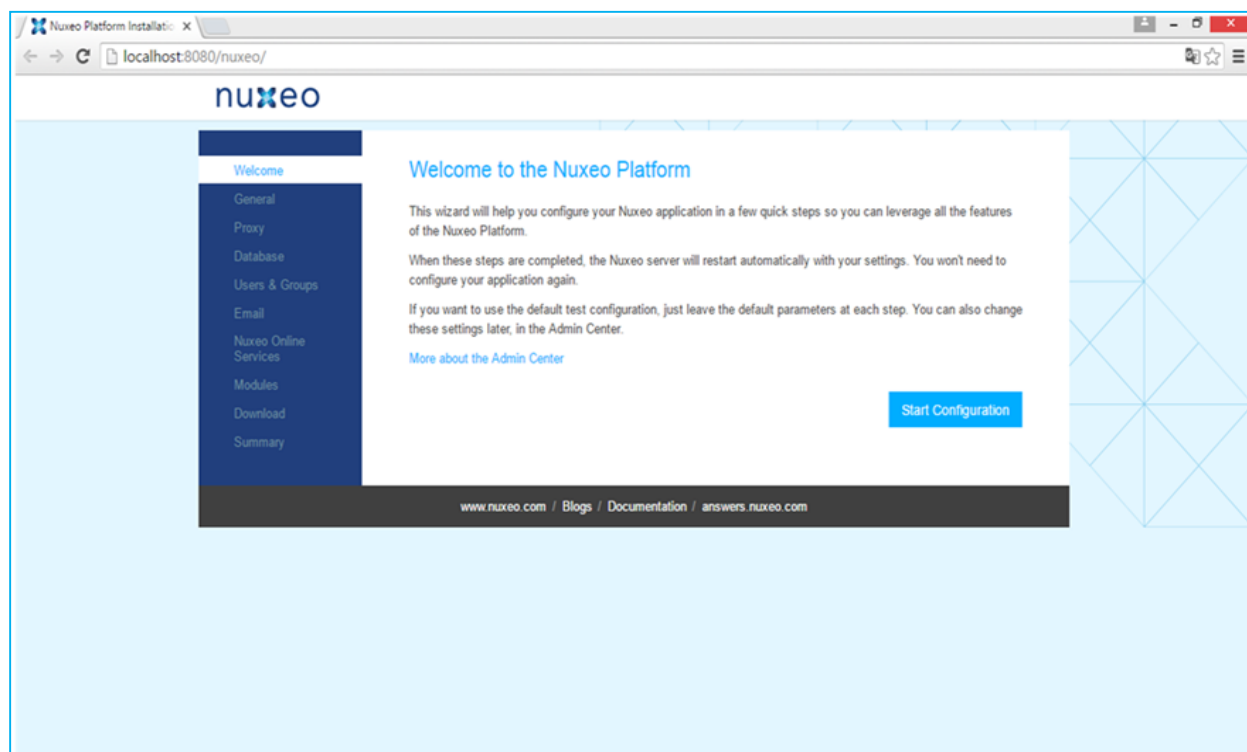 Nuxeo Platform Installatio
localhost:8080/nuxeo/
nuxeo
Welcome
General
Proxy
Database
Users & Groups
Email
Nuxeo Online
Services
Modules
Download
Summary
Welcome to the Nuxeo Platform
This wizard will help you configure your Nuxeo application in a few quick steps so you can leverage all the features
of the Nuxeo Platform.
When these steps are completed, the Nuxeo server will restart automatically with your settings. You won't need to
configure your application again.
If you want to use the default test configuration, just leave the default parameters at each step. You can also change
these settings later, in the Admin Center.
More about the Admin Center
Start Configuration
www.nuxeo.com / Blogs / Documentation / answers.nuxeo.com